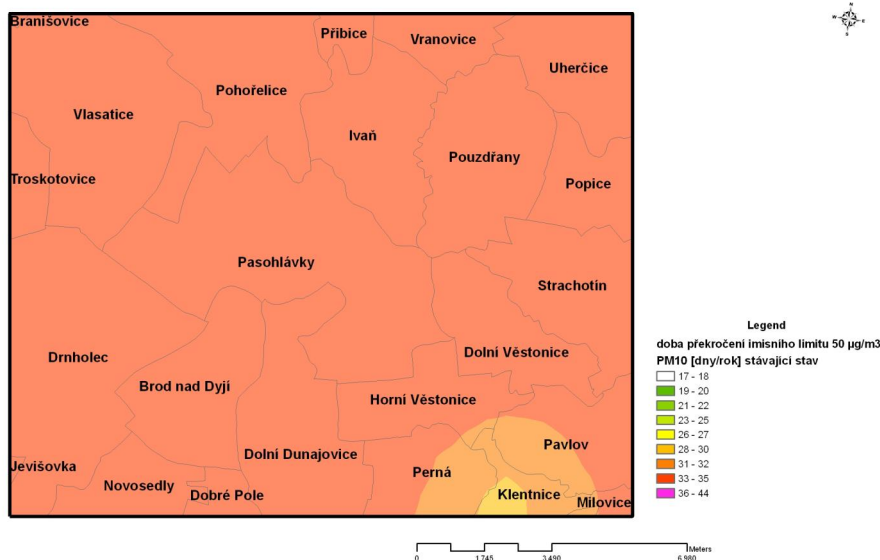 N
W E
S
Branišovice
Přibice
Vranovice
Uherčice
Pohořelice
Vlasatice
Ivaň
Pouzdřany
Troskotovice
Popice
Pasohlávky
Strachotín
Drnholec
Dolní Věstonice
Brod nad Dyjí
Horní Věstonice
Pavlov
Dolní Dunajovice
Perná
Jevišovka
Novosedly
Dobré Pole
Klentnice
Milovice
Legend
doba překročení imisního limitu 50 µg/m3
PM10 [dny/rok] stávající stav
17 - 18
19 - 20
21 - 22
23 - 25
26 - 27
28 - 30
31 - 32
33 - 35
36 - 44
Meters
0 1 745 3 490 6 980